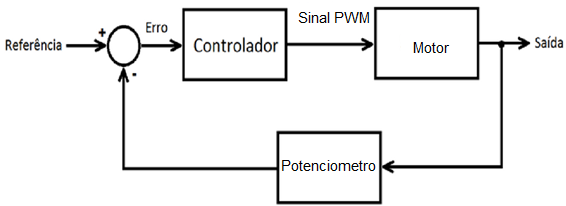 Sinal PWM
Referência
+
Erro
Controlador
Motor
Saída
-
Potenciometro